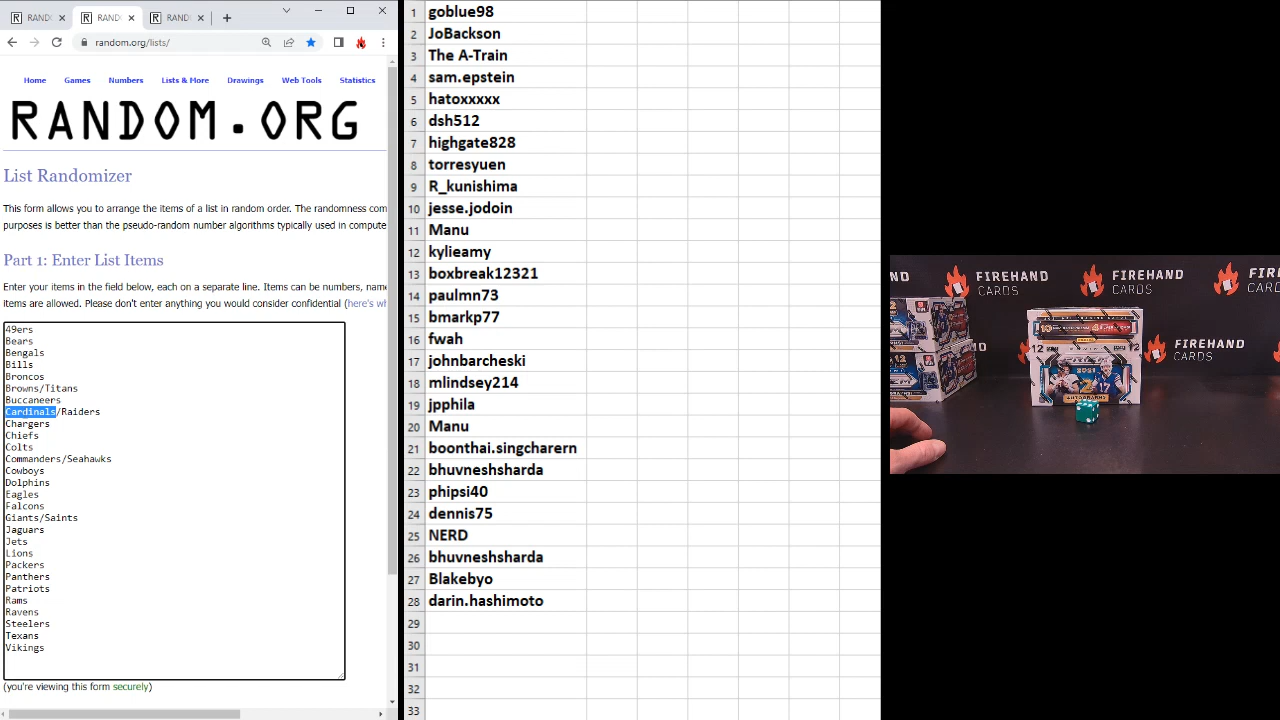 RAND
RAND
RAND
random.org/lists/
Home Games Numbers Lists & More Drawings Web Tools Statistics
RANDOM.ORG
List Randomizer
This form allows you to arrange the items of a list in random order. The randomness com
purposes is better than the pseudo-random number algorithms typically used in compute
Part 1: Enter List Items
Enter your items in the field below, each on a separate line. Items can be numbers, name
items are allowed. Please don't enter anything you would consider confidential (here's wh
49ers
Bears
Bengals
Bills
Broncos
Browns/Titans
Buccaneers
Cardinals/Raiders
Chargers
Chiefs
Colts
Commanders/Seahawks
Cowboys
Dolphins
Eagles
Falcons
Giants/Saints
Jaguars
Jets
Lions
Packers
Panthers
Patriots
Rams
Ravens
Steelers
Texans
Vikings
(you're viewing this form securely)
1 goblue98
2 JoBackson
3 The A-Train
4 sam.epstein
5 hatoxxxxx
6 dsh512
7 highgate828
8 torresyuen
9 R_kunishima
10 jesse.jodoin
11 Manu
12 kylieamy
13 boxbreak12321
14 paulmn73
15 bmarkp77
16 fwah
17 johnbarcheski
18 mlindsey214
19 jpphila
20 Manu
21 boonthai.singcharern
22 bhuvneshsharda
23 phipsi40
24 dennis75
25 NERD
26 bhuvneshsharda
27 Blakebyo
28 darin.hashimoto
29
30
31
32
33
FIREHAND CARDS
FIREHAND CARDS
FIREHAND CARDS
FIREHAND CARDS
12
12
2021
17
AUTOGRAPHS